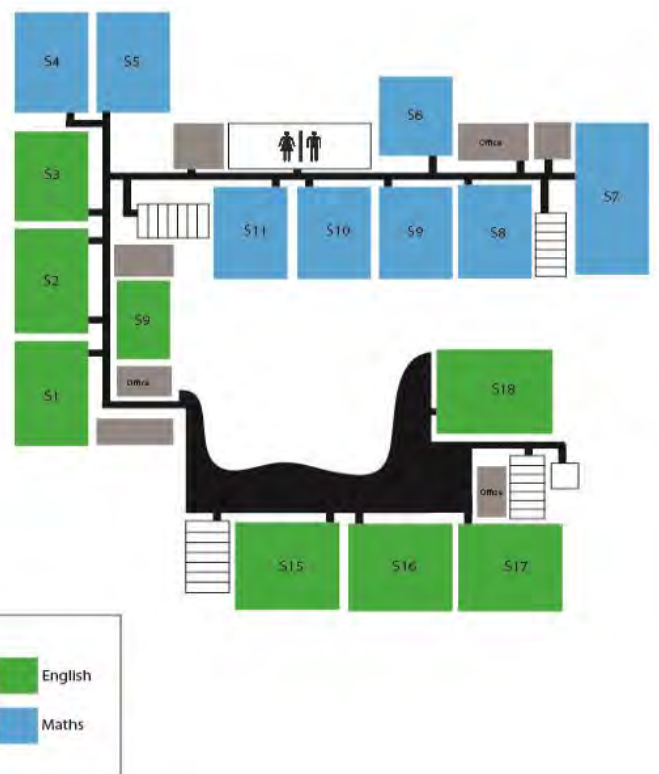 S4
S5
S6
Office
S3
S7
S11
S10
S9
S8
S2
S9
Office
S1
S18
Office
S15
S16
S17
English
Maths